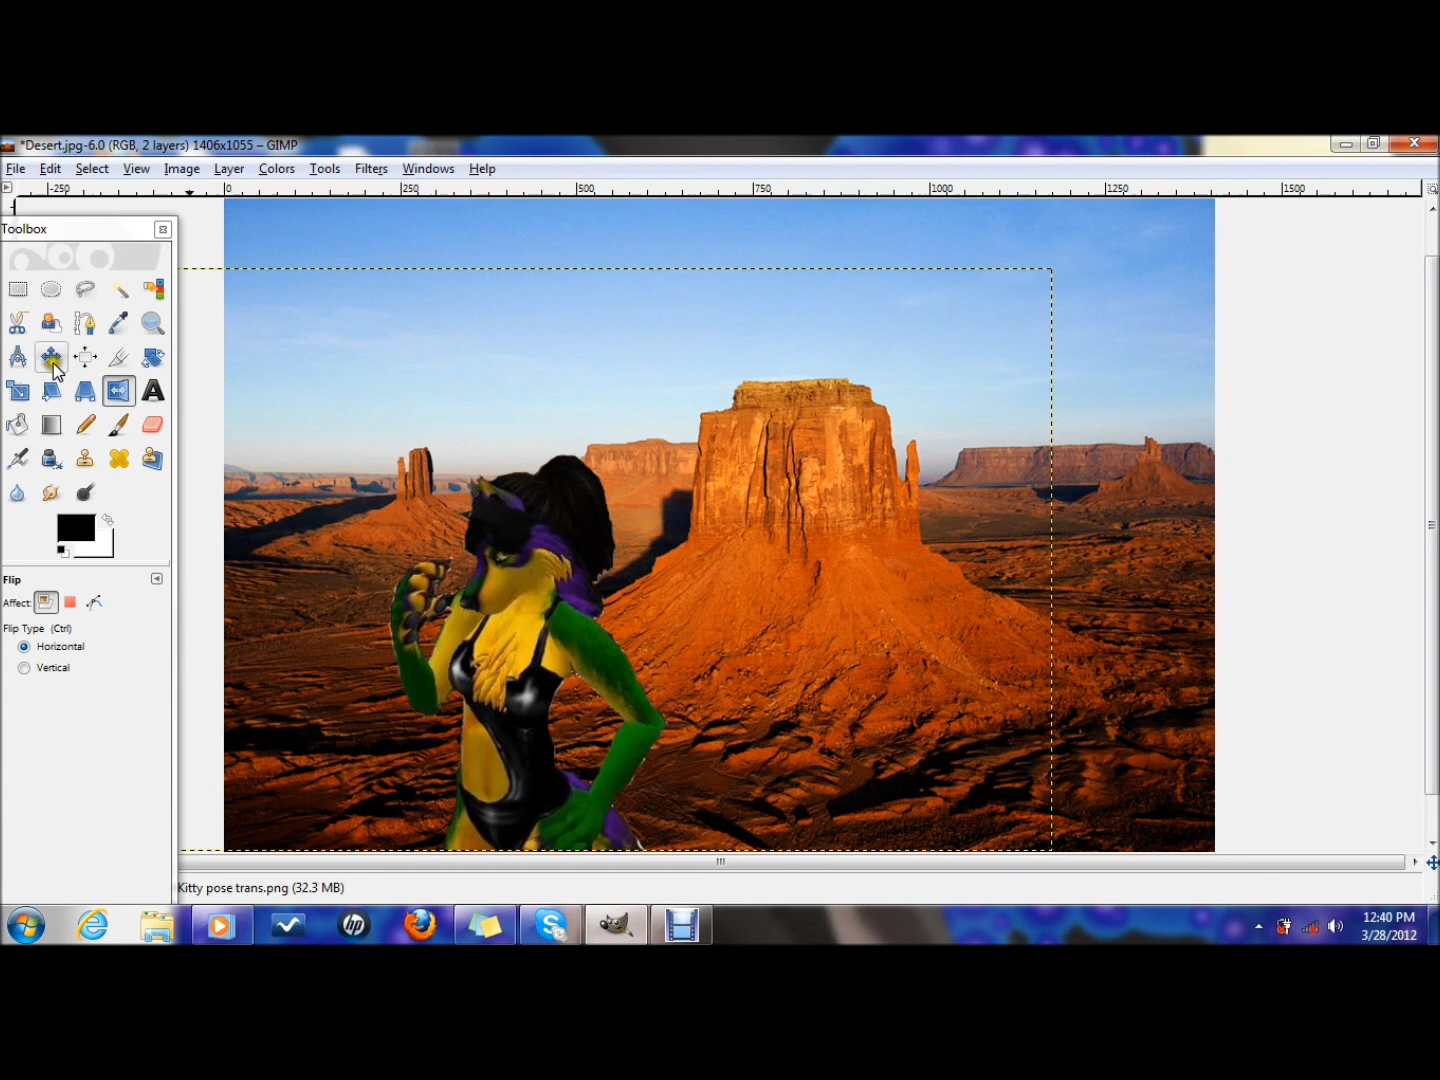 *Desert.jpg-6.0 (RGB, 2 layers) 1406x1055 – GIMP
File Edit Select View Image Layer Colors Tools Filters Windows Help
-250 0 250 500 750 1000 1250 1500
Toolbox
Flip
Affect:
Flip Type (Ctrl)
Horizontal
Vertical
Kitty pose trans.png (32.3 MB)
12:40 PM
3/28/2012